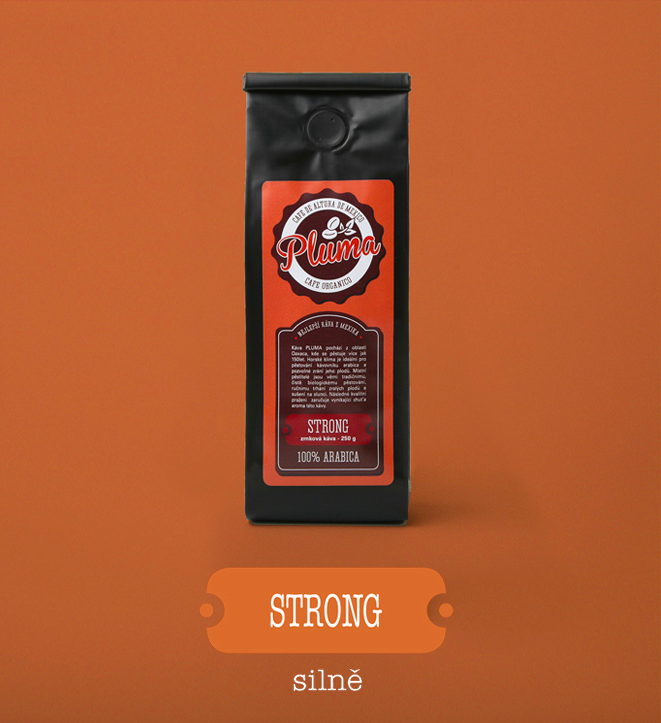 CAFE DE ALTURA DE MEXICO
Pluma
CAFE ORGANICO
NEJLEPŠÍ KÁVA Z MEXIKA
Káva PLUMA pochází z oblasti
Oaxaca, kde se pěstuje více jak
150let. Horské klima je ideální pro
pěstování kávovníku arabica a
pozvolné zrání jeho plodů. Místní
pěstitelé jsou věrni tradičnímu,
čistě biologickému pěstování,
ručnímu trhání zralých plodů a
sušení na slunci. Následné kvalitní
pražení zaručuje vynikající chuť a
aroma této kávy.
STRONG
zrnková káva - 250 g
100% ARABICA
STRONG
silně